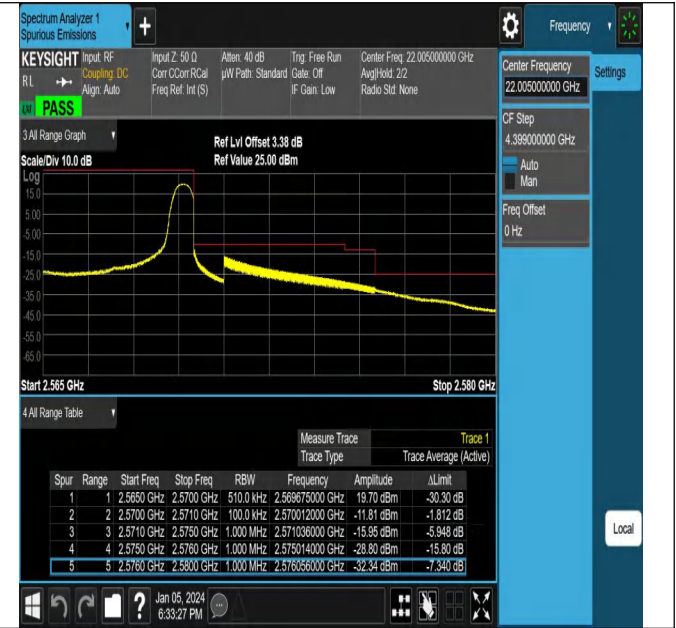 Spectrum Analyzer 1
Spurious Emissions
Frequency
KEYSIGHT Input: RF Input Z: 50 Ω Atten: 40 dB Trig: Free Run Center Freq: 22.005000000 GHz
RL Coupling: DC Corr CCorr RCal µW Path: Standard Gate: Off Avg|Hold: 2/2
Align: Auto Freq Ref: Int (S) IF Gain: Low Radio Std: None
PASS
Center Frequency
22.005000000 GHz
Settings
CF Step
4.399000000 GHz
Auto
Man
Freq Offset
0 Hz
3 All Range Graph
Ref Lvl Offset 3.38 dB
Scale/Div 10.0 dB Ref Value 25.00 dBm
Log
15.0
5.00
-5.00
-15.0
-25.0
-35.0
-45.0
-55.0
-65.0
Start 2.565 GHz Stop 2.580 GHz
4 All Range Table
Measure Trace Trace 1
Trace Type Trace Average (Active)
Spur Range Start Freq Stop Freq RBW Frequency Amplitude ΔLimit
1 1 2.5650 GHz 2.5700 GHz 510.0 kHz 2.569675000 GHz 19.70 dBm -30.30 dB
2 2 2.5700 GHz 2.5710 GHz 100.0 kHz 2.570012000 GHz -11.81 dBm -1.812 dB
3 3 2.5710 GHz 2.5750 GHz 1.000 MHz 2.571036000 GHz -15.95 dBm -5.948 dB
4 4 2.5750 GHz 2.5760 GHz 1.000 MHz 2.575014000 GHz -28.80 dBm -15.80 dB
5 5 2.5760 GHz 2.5800 GHz 1.000 MHz 2.576056000 GHz -32.34 dBm -7.340 dB
Local
Jan 05, 2024
6:33:27 PM